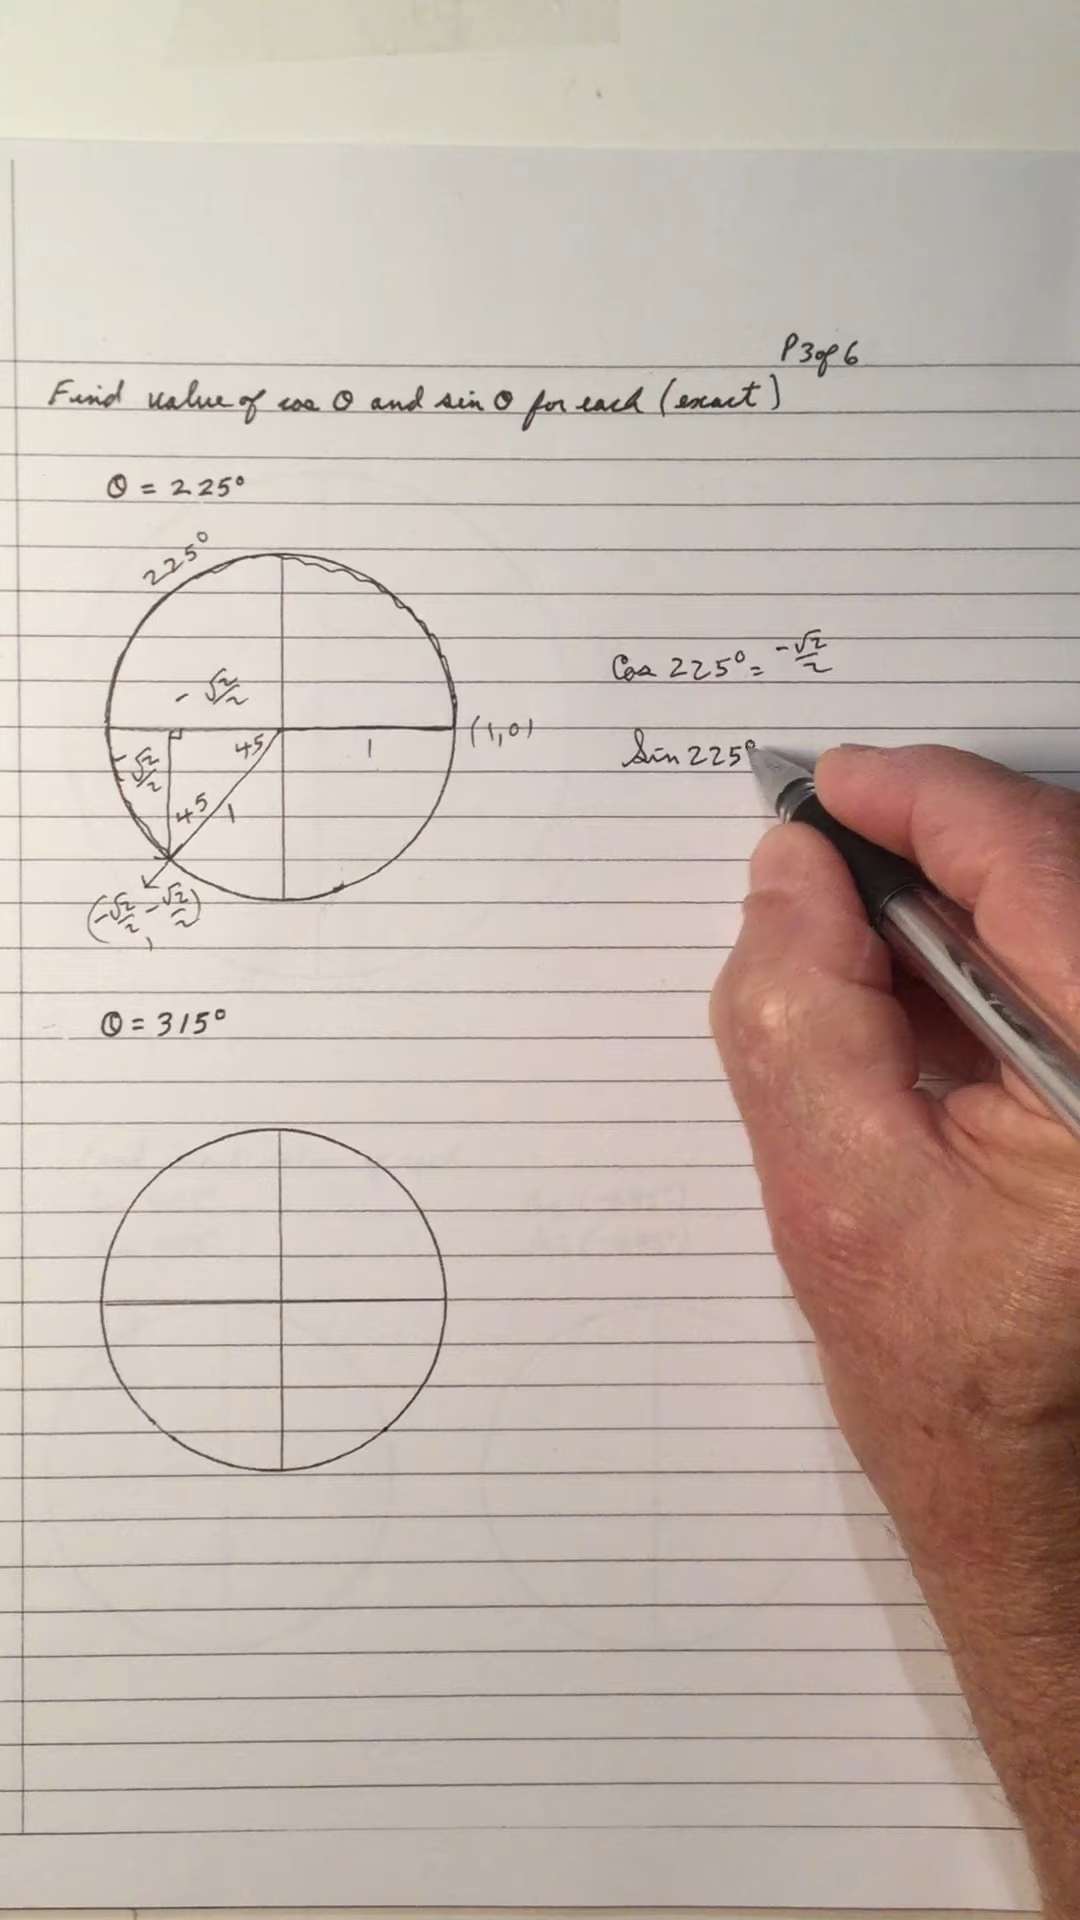 P 3 of 6
Find value of cos θ and sin θ for each (exact)
θ = 225°
225°
Cos 225° = -√2/2
- √2/2
(1,0)
45
1
Sin 225°
-√2/2
45
1
(-√2/2, -√2/2)
θ = 315°